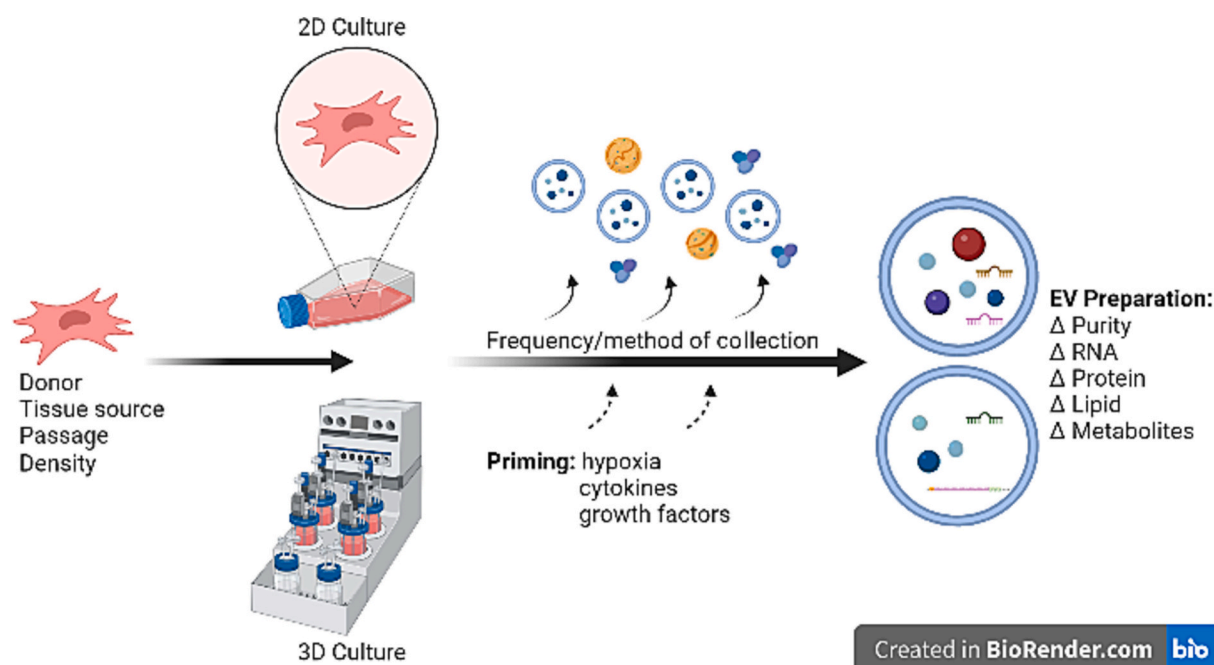 2D Culture
Donor
Tissue source
Passage
Density
3D Culture
Frequency/method of collection
Priming: hypoxia
cytokines
growth factors
EV Preparation:
Δ Purity
Δ RNA
Δ Protein
Δ Lipid
Δ Metabolites
Created in BioRender.com bio